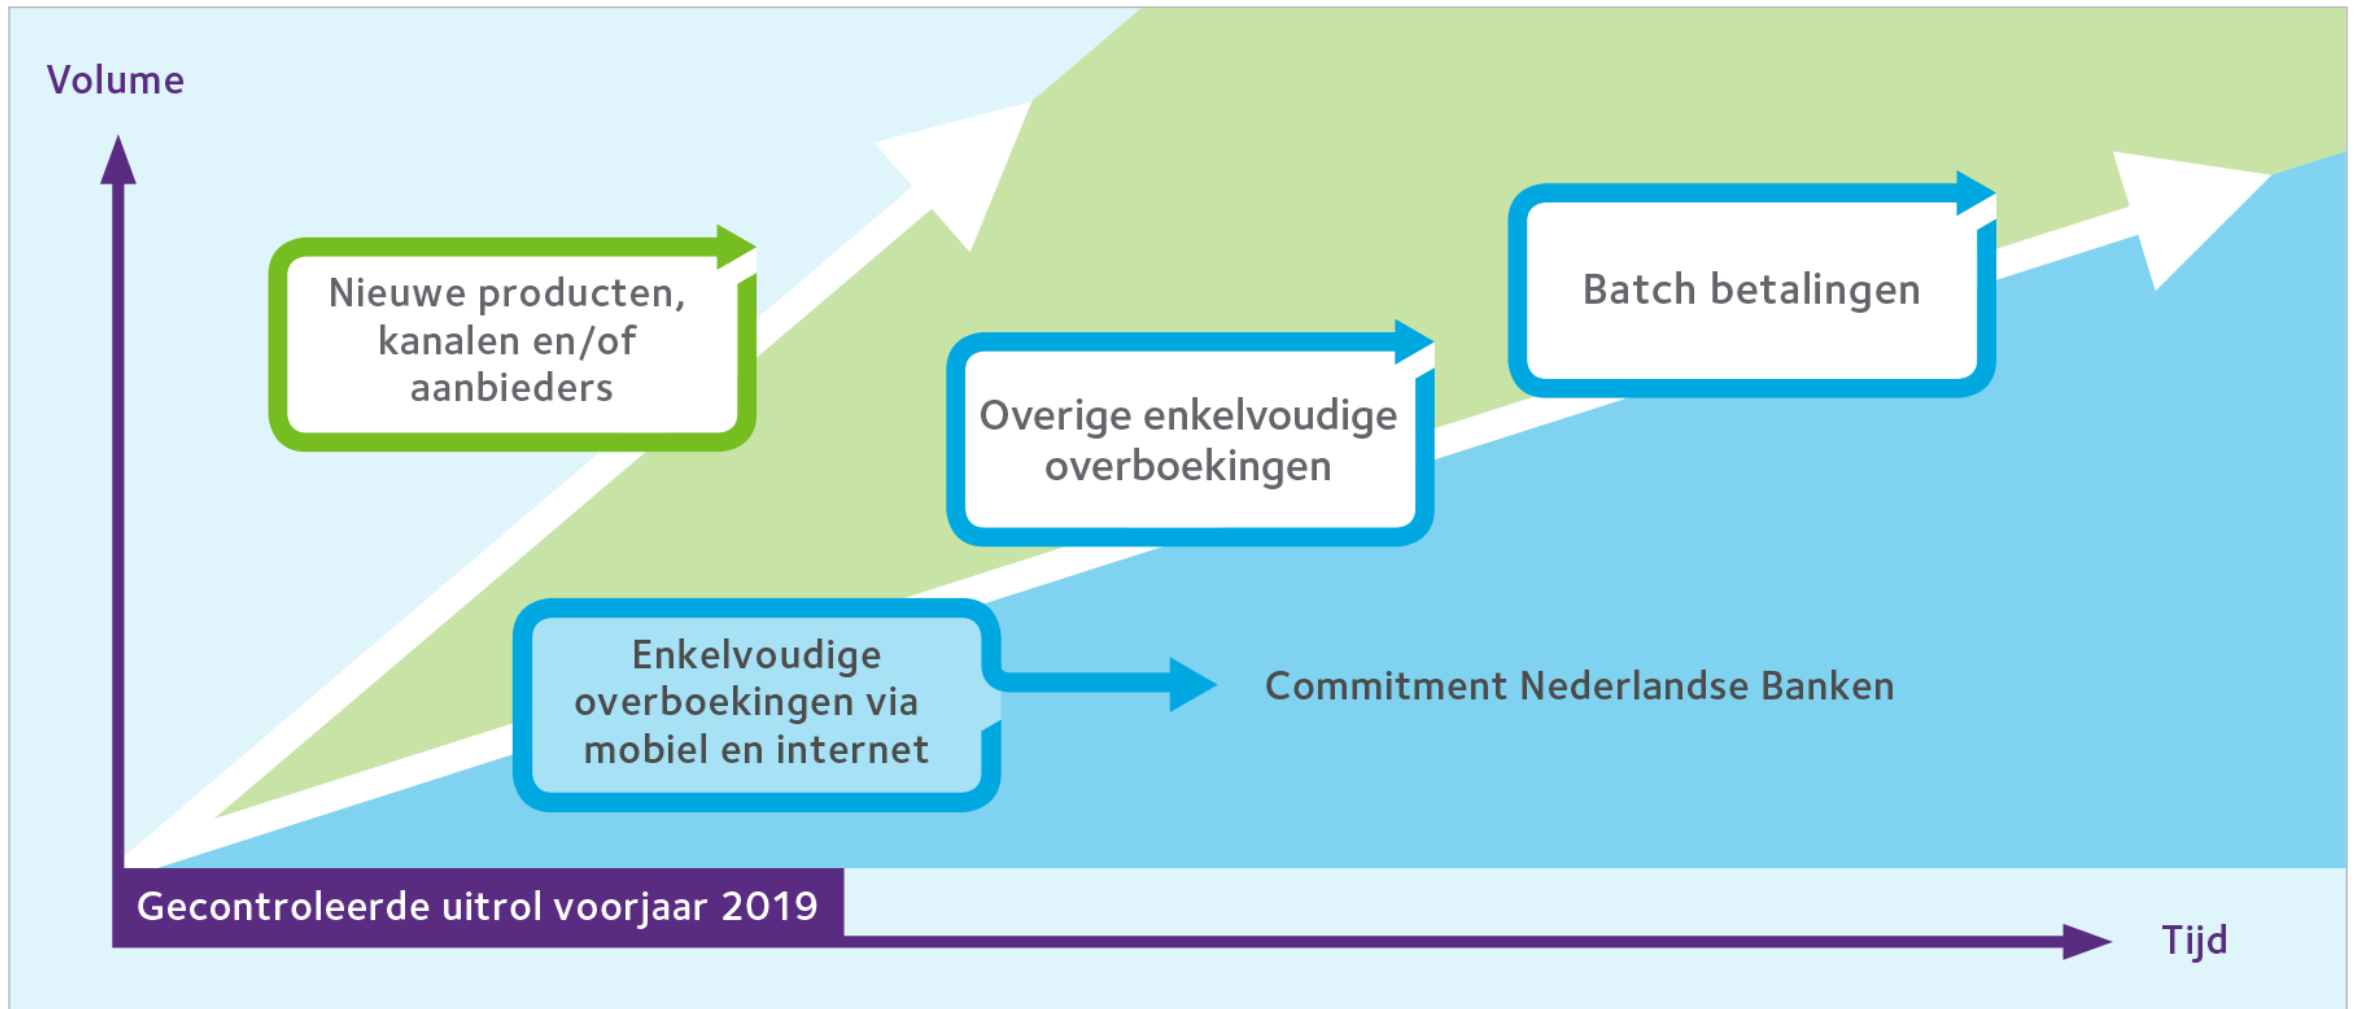 Volume
Nieuwe producten,
kanalen en/of
aanbieders
Batch betalingen
Overige enkelvoudige
overboekingen
Enkelvoudige
overboekingen via
mobiel en internet
Commitment Nederlandse Banken
Gecontroleerde uitrol voorjaar 2019
Tijd